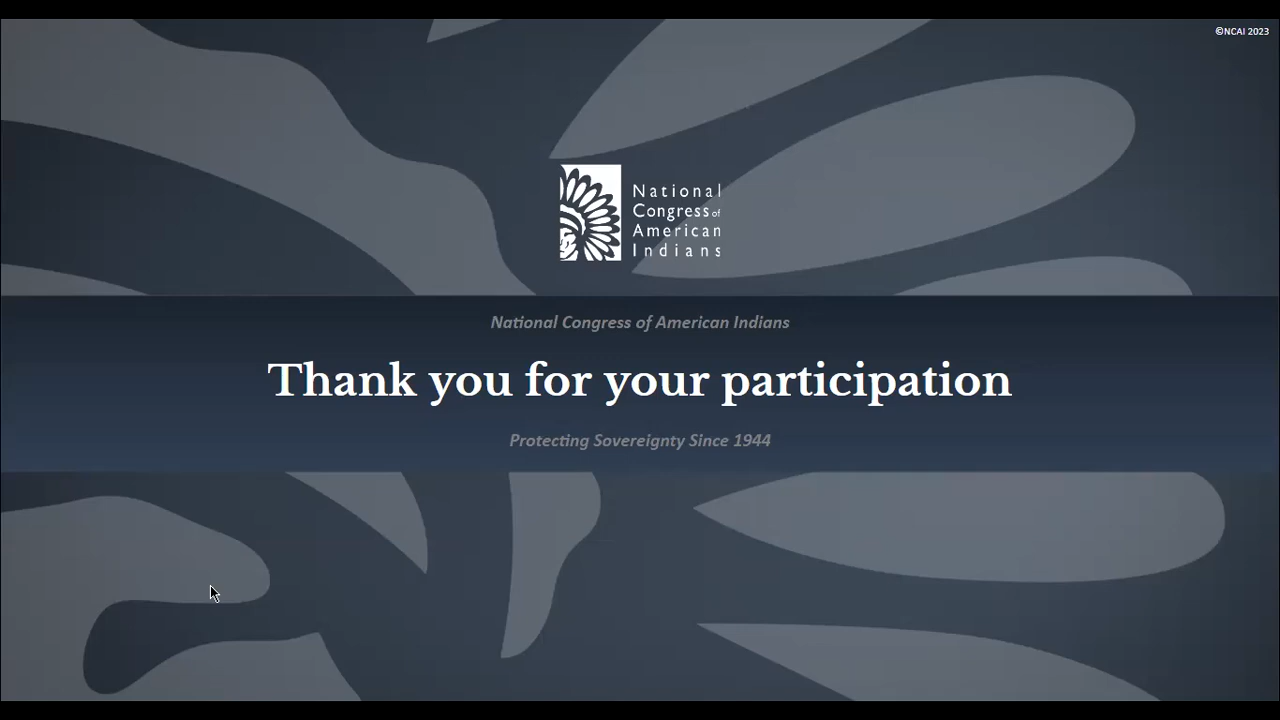 ©NCAI 2023
National
Congress of
American
Indians
National Congress of American Indians
Thank you for your participation
Protecting Sovereignty Since 1944